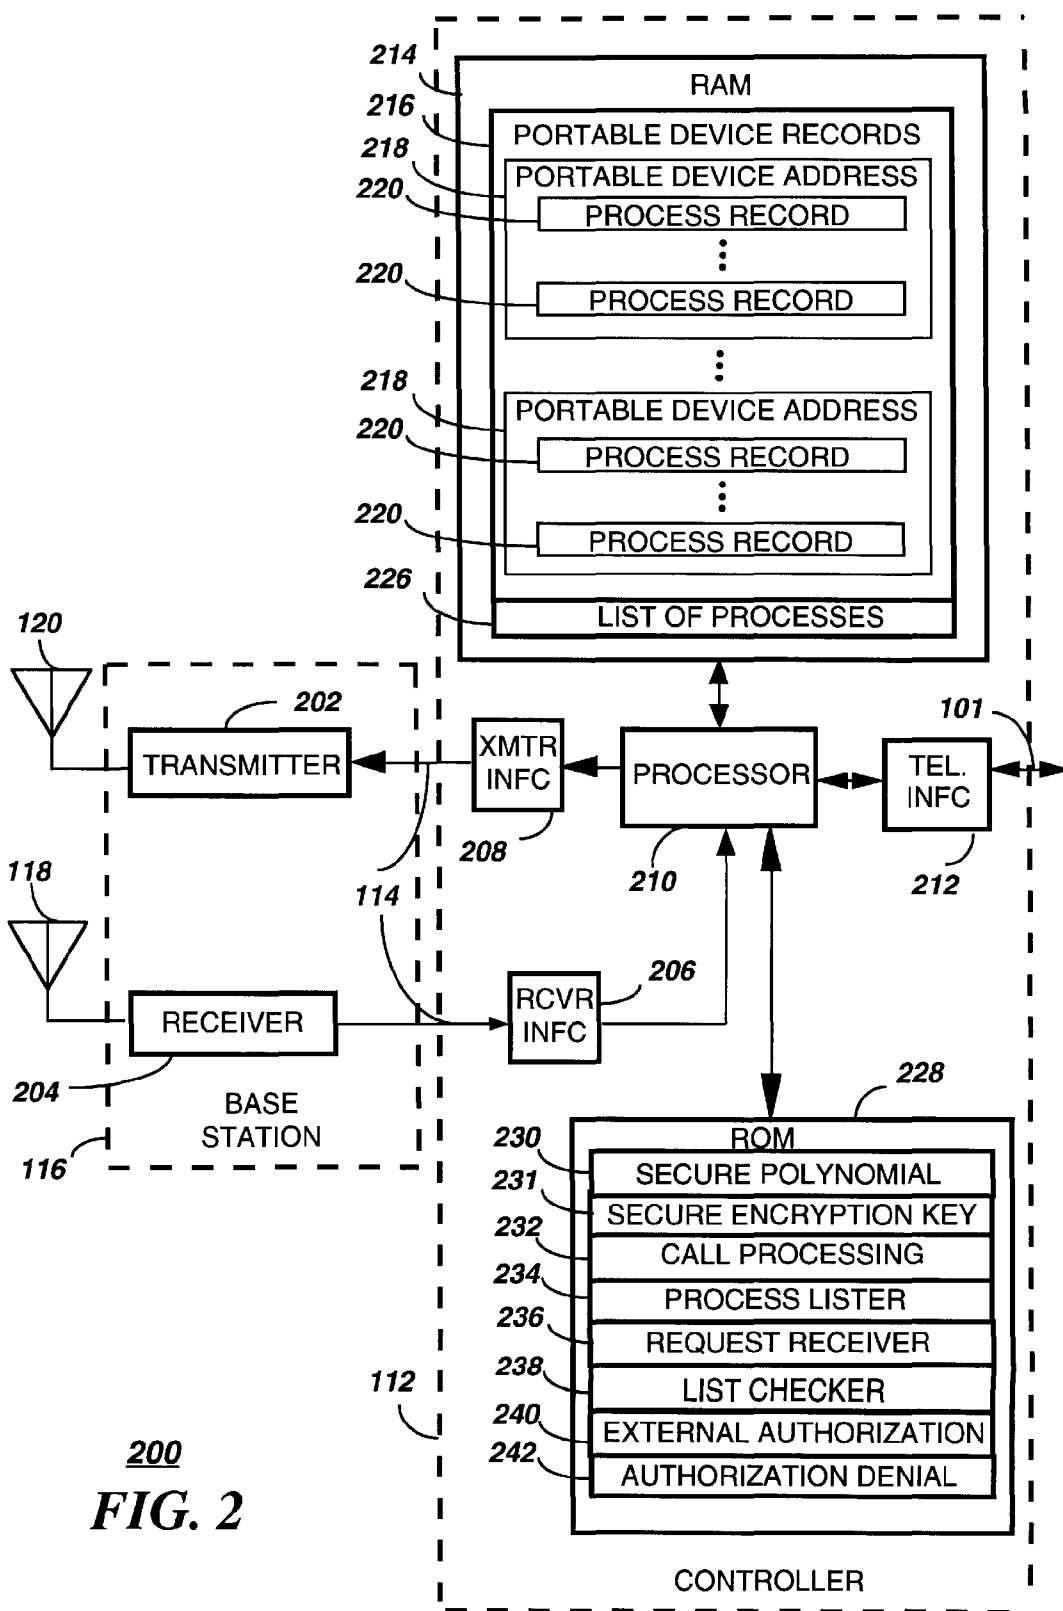 214
RAM
216
PORTABLE DEVICE RECORDS
218
PORTABLE DEVICE ADDRESS
220
PROCESS RECORD
220
PROCESS RECORD
218
PORTABLE DEVICE ADDRESS
220
PROCESS RECORD
220
PROCESS RECORD
226
LIST OF PROCESSES
120
202
TRANSMITTER
XMTR
INFC
208
PROCESSOR
210
TEL.
INFC
212
101
114
118
RECEIVER
204
RCVR
INFC
206
BASE
STATION
116
228
ROM
230
SECURE POLYNOMIAL
231
SECURE ENCRYPTION KEY
232
CALL PROCESSING
234
PROCESS LISTER
236
REQUEST RECEIVER
238
LIST CHECKER
240
EXTERNAL AUTHORIZATION
242
AUTHORIZATION DENIAL
112
CONTROLLER
200
FIG. 2